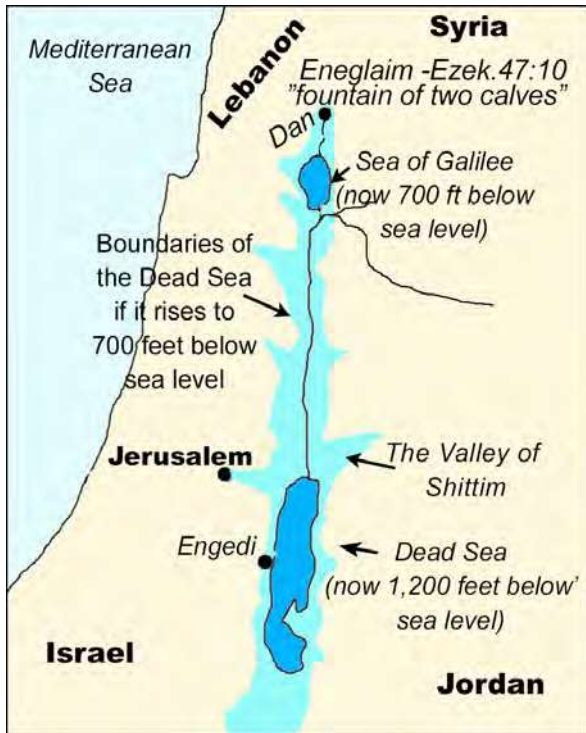 Mediterranean
Sea
Lebanon
Syria
Eneglaim -Ezek.47:10
"fountain of two calves"
Dan
Sea of Galilee
(now 700 ft below
sea level)
Boundaries of
the Dead Sea
if it rises to
700 feet below
sea level
Jerusalem
The Valley of
Shittim
Engedi
Dead Sea
(now 1,200 feet below'
sea level)
Israel
Jordan